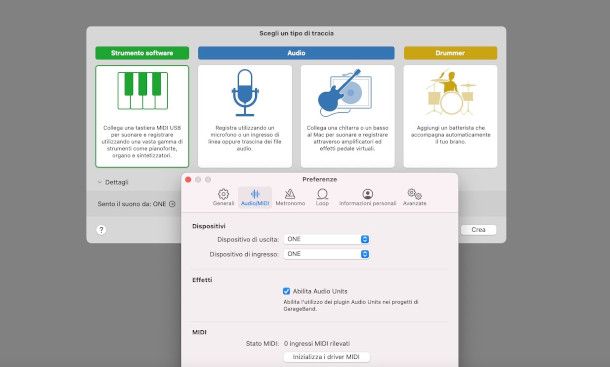 Scegli un tipo di traccia
Strumento software
Audio
Drummer
Collega una tastiera MIDI USB
per suonare e registrare
utilizzando una vasta gamma di
strumenti come pianoforte,
organo e sintetizzatori.
Registra utilizzando un
microfono o un ingresso di
linea oppure trascina dei file
audio.
Collega una chitarra o un basso
al Mac per suonare e registrare
attraverso amplificatori ed
effetti pedale virtuali.
Aggiungi un batterista che
accompagna automaticamente
il tuo brano.
Dettagli
Sento il suono da: ONE
?
Crea
Preferenze
Generali
Audio/MIDI
Metronomo
Loop
Informazioni personali
Avanzate
Dispositivi
Dispositivo di uscita: ONE
Dispositivo di ingresso: ONE
Effetti
Abilita Audio Units
Abilita l'utilizzo dei plugin Audio Units nei progetti di
GarageBand.
MIDI
Stato MIDI: 0 ingressi MIDI rilevati
Inizializza i driver MIDI